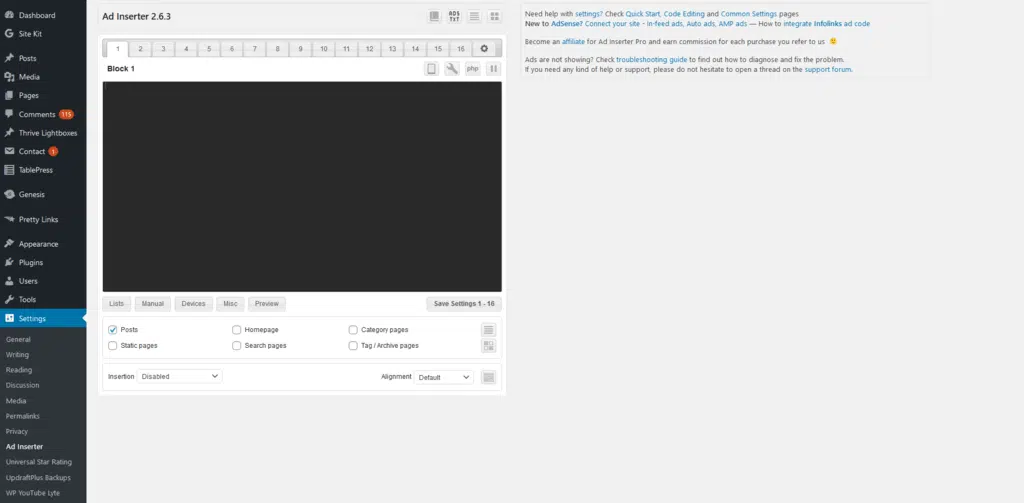 Dashboard
Site Kit
Posts
Media
Pages
Comments 115
Thrive Lightboxes
Contact 1
TablePress
Genesis
Pretty Links
Appearance
Plugins
Users
Tools
Settings
General
Writing
Reading
Discussion
Media
Permalinks
Privacy
Ad Inserter
Universal Star Rating
UpdraftPlus Backups
WP YouTube Lyte
Ad Inserter 2.6.3
ADS
TXT
1 2 3 4 5 6 7 8 9 10 11 12 13 14 15 16
Block 1
php
Lists Manual Devices Misc Preview Save Settings 1 - 16
Posts Homepage Category pages
Static pages Search pages Tag / Archive pages
Insertion Disabled Alignment Default
Need help with settings? Check Quick Start, Code Editing and Common Settings pages
New to AdSense? Connect your site - In-feed ads, Auto ads, AMP ads — How to integrate Infolinks ad code
Become an affiliate for Ad Inserter Pro and earn commission for each purchase you refer to us 🙂
Ads are not showing? Check troubleshooting guide to find out how to diagnose and fix the problem.
If you need any kind of help or support, please do not hesitate to open a thread on the support forum.